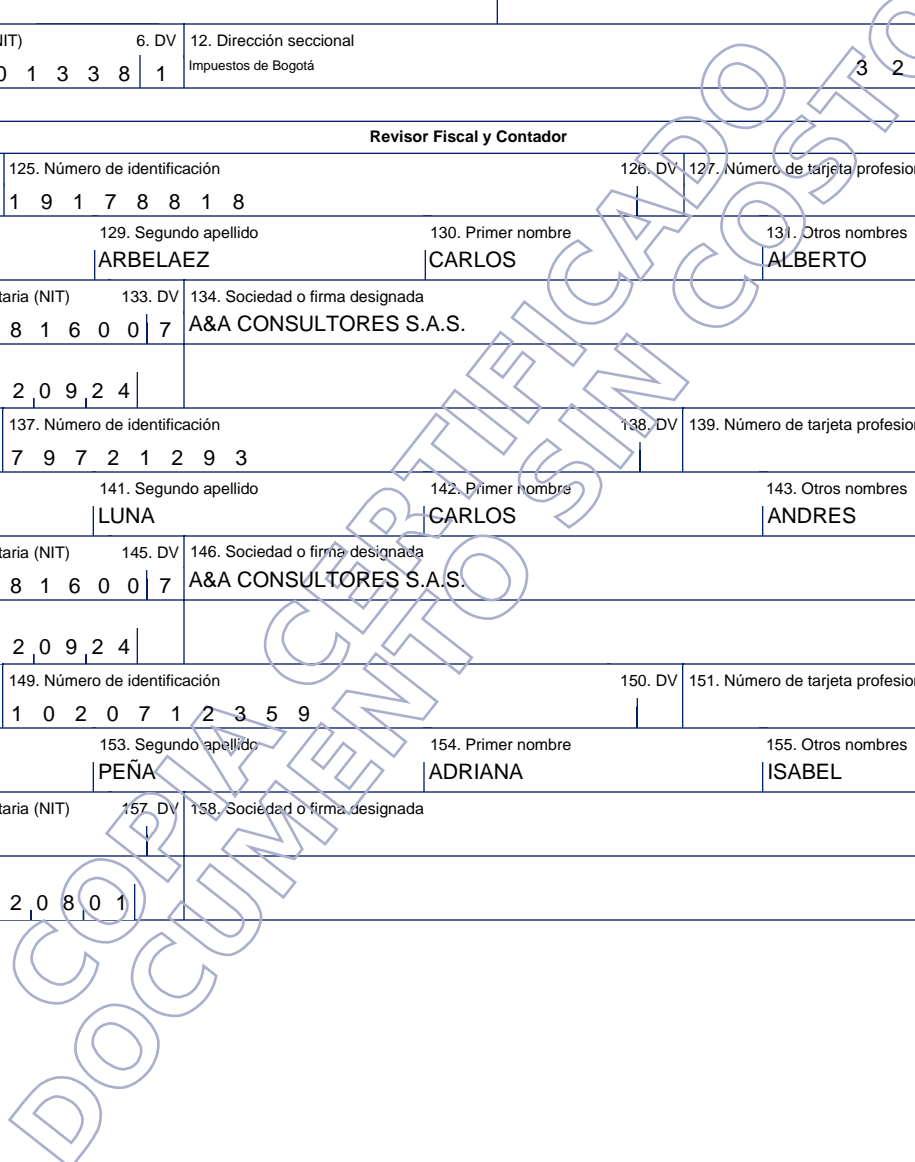 IIT) 6. DV 12. Dirección seccional
0 1 3 3 8 1 Impuestos de Bogotá 3 2
Revisor Fiscal y Contador
125. Número de identificación 126. DV 127. Número de tarjeta profesion
1 9 1 7 8 8 1 8
129. Segundo apellido 130. Primer nombre 131. Otros nombres
ARBELAEZ CARLOS ALBERTO
taria (NIT) 133. DV 134. Sociedad o firma designada
8 1 6 0 0 7 A&A CONSULTORES S.A.S.
2 0 9 2 4
137. Número de identificación 138. DV 139. Número de tarjeta profesion
7 9 7 2 1 2 9 3
141. Segundo apellido 142. Primer nombre 143. Otros nombres
LUNA CARLOS ANDRES
taria (NIT) 145. DV 146. Sociedad o firma designada
8 1 6 0 0 7 A&A CONSULTORES S.A.S.
2 0 9 2 4
149. Número de identificación 150. DV 151. Número de tarjeta profesion
1 0 2 0 7 1 2 3 5 9
153. Segundo apellido 154. Primer nombre 155. Otros nombres
PEÑA ADRIANA ISABEL
taria (NIT) 157. DV 158. Sociedad o firma designada
2 0 8 0 1
COPIA CERTIFICADO
DOCUMENTO SIN COSTO